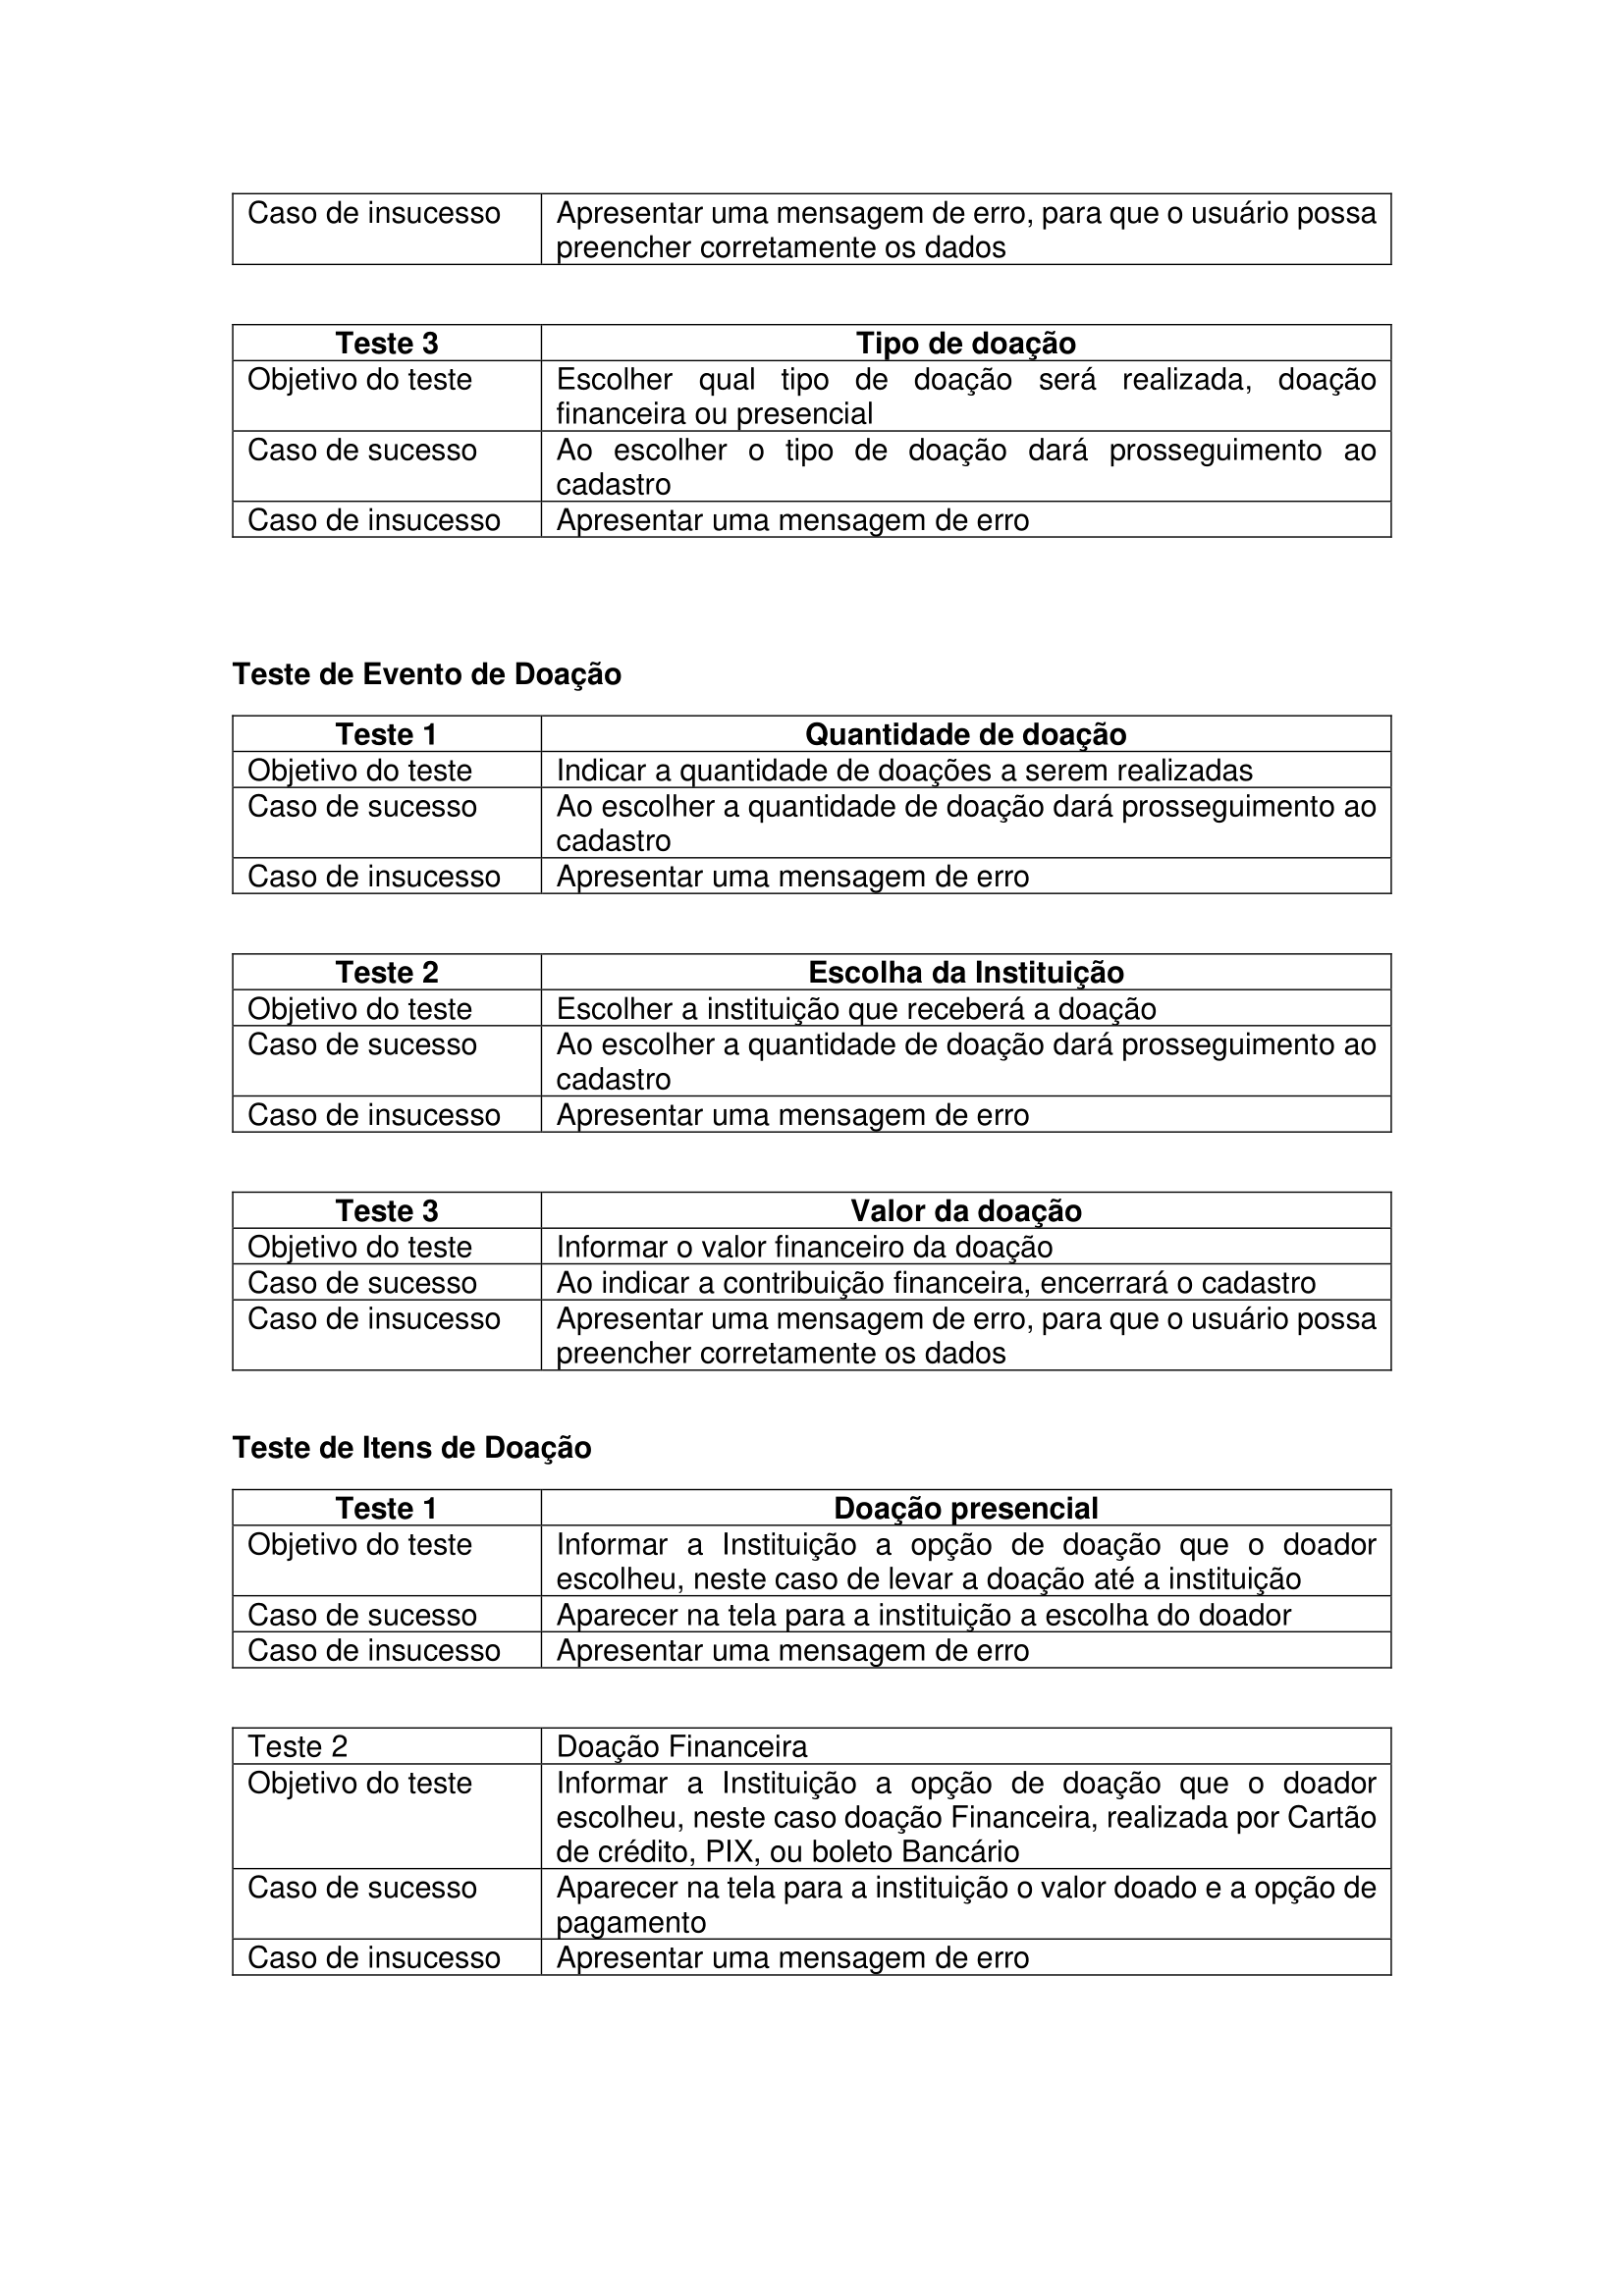 Caso de insucesso
Apresentar uma mensagem de erro, para que o usuário possa
preencher corretamente os dados
Teste 3
Tipo de doação
Objetivo do teste
Escolher qual tipo de doação será realizada, doação
financeira ou presencial
Caso de sucesso
Ao escolher o tipo de doação dará prosseguimento ao
cadastro
Caso de insucesso
Apresentar uma mensagem de erro
Teste de Evento de Doação
Teste 1
Quantidade de doação
Objetivo do teste
Indicar a quantidade de doações a serem realizadas
Caso de sucesso
Ao escolher a quantidade de doação dará prosseguimento ao
cadastro
Caso de insucesso
Apresentar uma mensagem de erro
Teste 2
Escolha da Instituição
Objetivo do teste
Escolher a instituição que receberá a doação
Caso de sucesso
Ao escolher a quantidade de doação dará prosseguimento ao
cadastro
Caso de insucesso
Apresentar uma mensagem de erro
Teste 3
Valor da doação
Objetivo do teste
Informar o valor financeiro da doação
Caso de sucesso
Ao indicar a contribuição financeira, encerrará o cadastro
Caso de insucesso
Apresentar uma mensagem de erro, para que o usuário possa
preencher corretamente os dados
Teste de Itens de Doação
Teste 1
Doação presencial
Objetivo do teste
Informar a Instituição a opção de doação que o doador
escolheu, neste caso de levar a doação até a instituição
Caso de sucesso
Aparecer na tela para a instituição a escolha do doador
Caso de insucesso
Apresentar uma mensagem de erro
Teste 2
Doação Financeira
Objetivo do teste
Informar a Instituição a opção de doação que o doador
escolheu, neste caso doação Financeira, realizada por Cartão
de crédito, PIX, ou boleto Bancário
Caso de sucesso
Aparecer na tela para a instituição o valor doado e a opção de
pagamento
Caso de insucesso
Apresentar uma mensagem de erro